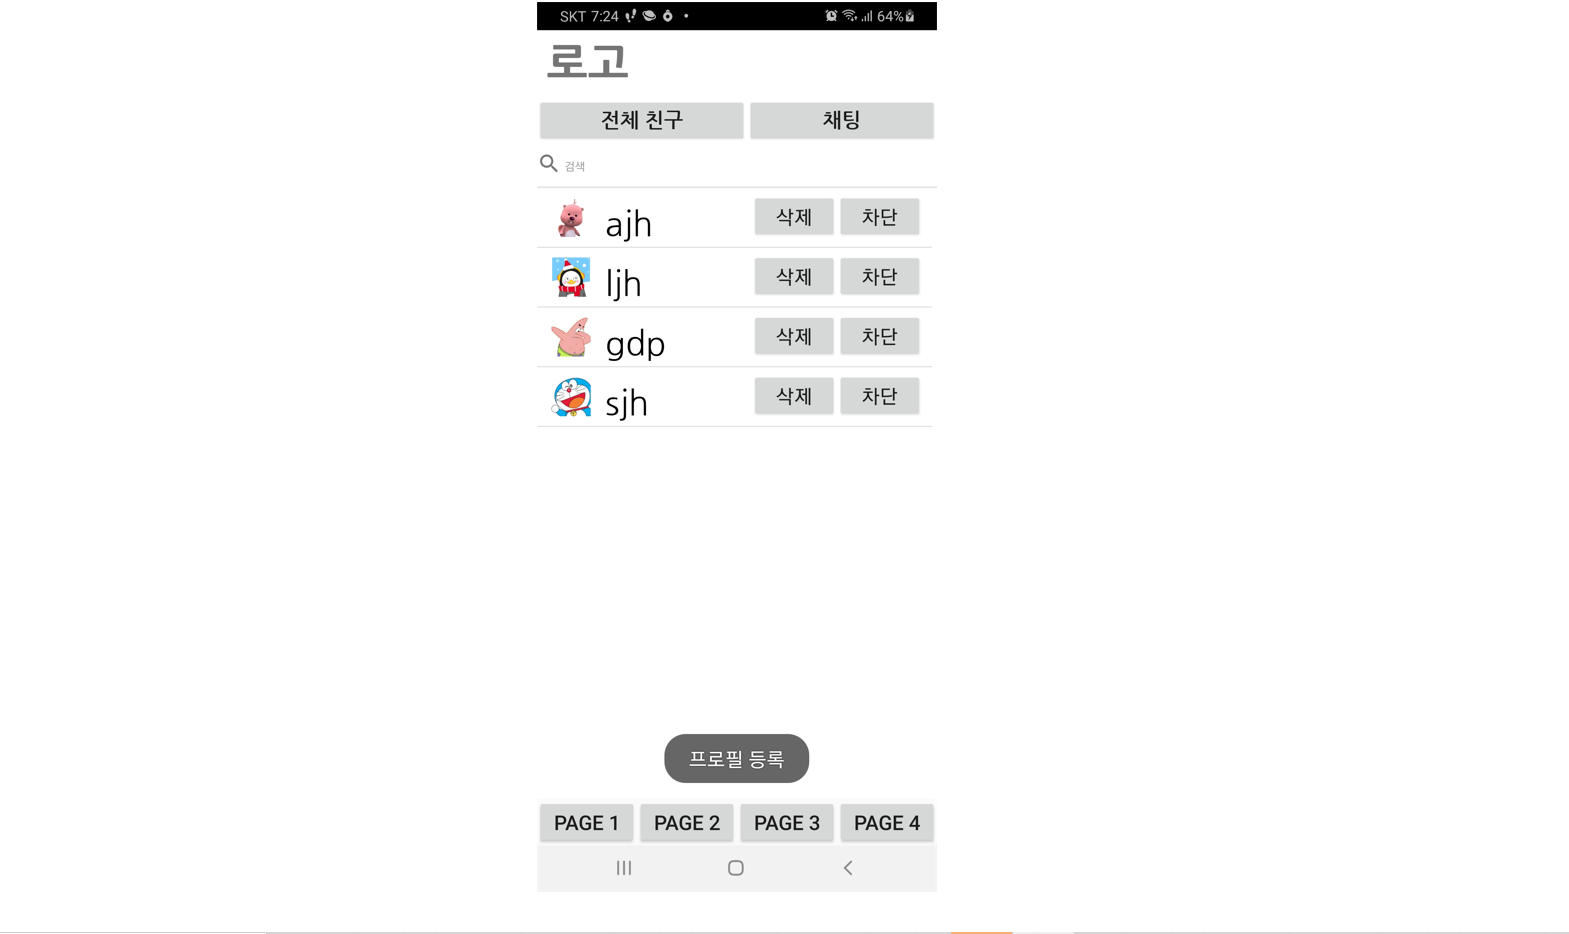 SKT 7:24 64%
로고
전체 친구 채팅
검색
ajh 삭제 차단
ljh 삭제 차단
gdp 삭제 차단
sjh 삭제 차단
프로필 등록
PAGE 1 PAGE 2 PAGE 3 PAGE 4